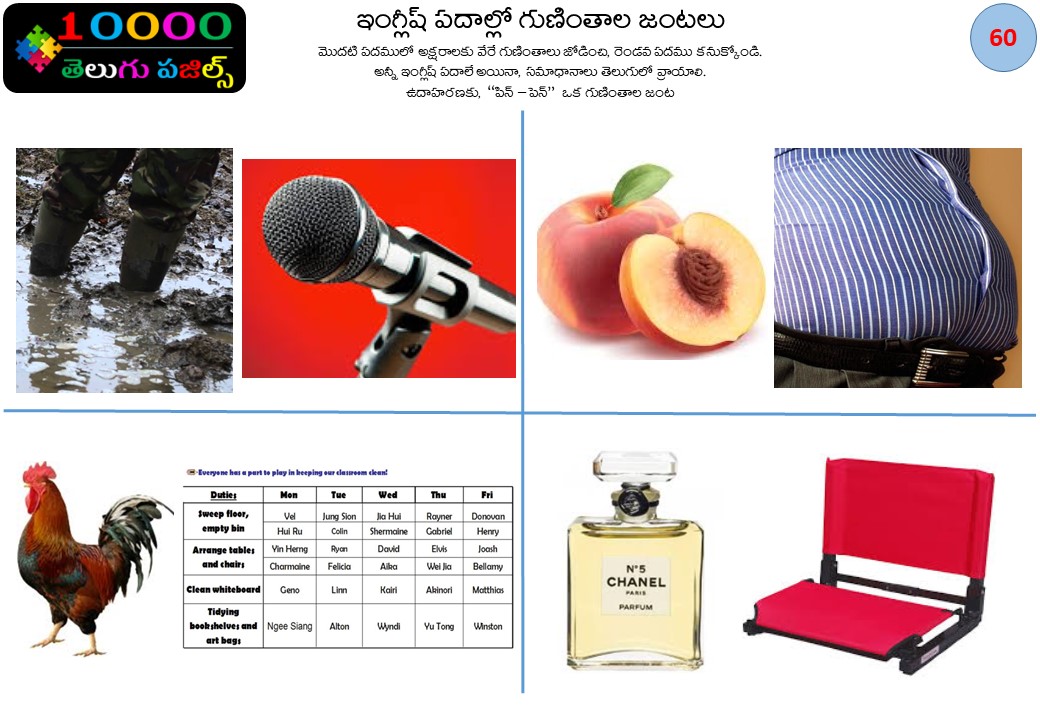 10000
తెలుగు పజిల్స్
ఇంగ్లీష్ పదాల్లో గుణింతాల జంటలు
మొదటి పదములో అక్షరాలకు వేరే గుణింతాలు జోడించి, రెండవ పదము కనుక్కోండి.
అన్నీ ఇంగ్లీష్ పదాలే అయినా, సమాధానాలు తెలుగులో వ్రాయాలి.
ఉదాహరణకు, “పిన్ – పెన్” ఒక గుణింతాల జంట
60
Everyone has a part to play in keeping our classroom clean!
Duties Mon Tue Wed Thu Fri
Sweep floor, empty bin Vel Jung Sion Jia Hui Rayner Donovan
Hui Ru Colin Shermaine Gabriel Henry
Arrange tables and chairs Yin Herng Ryan David Elvis Joash
Charmaine Felicia Aika Wei Jia Bellamy
Clean whiteboard Geno Linn Kairi Akinori Matthias
Tidying bookshelves and art bags Ngee Siang Alton Wyndi Yu Tong Winston
N°5
CHANEL
PARIS
PARFUM